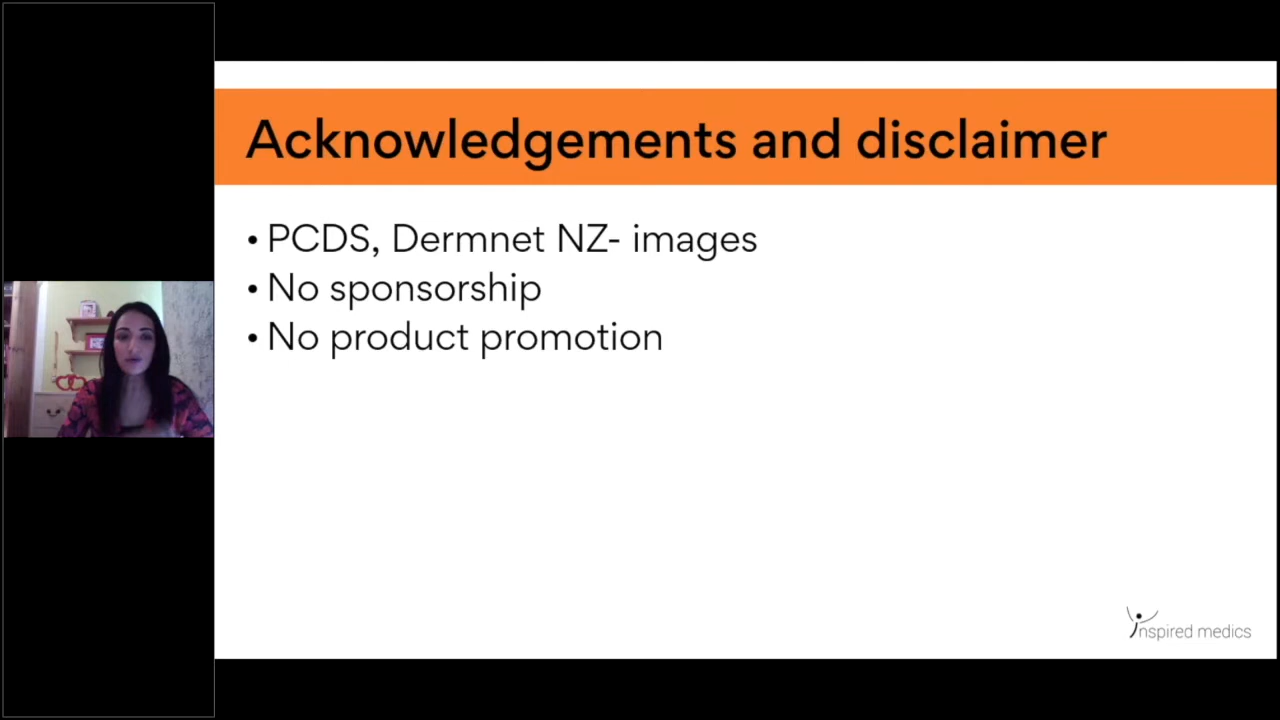 Acknowledgements and disclaimer
• PCDS, Dermnet NZ- images
• No sponsorship
• No product promotion
inspired medics